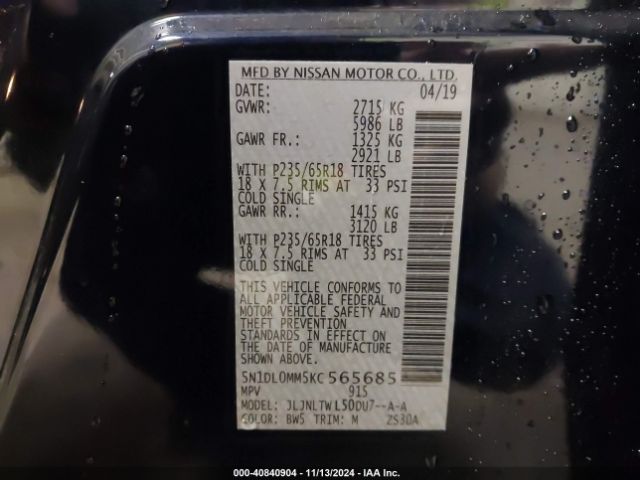 MFD BY NISSAN MOTOR CO., LTD.
DATE: 04/19
GVWR: 2715 KG
5986 LB
GAWR FR.: 1325 KG
2921 LB
WITH P235/65R18 TIRES
18 X 7.5 RIMS AT 33 PSI
COLD SINGLE
GAWR RR.: 1415 KG
3120 LB
WITH P235/65R18 TIRES
18 X 7.5 RIMS AT 33 PSI
COLD SINGLE
THIS VEHICLE CONFORMS TO
ALL APPLICABLE FEDERAL
MOTOR VEHICLE SAFETY AND
THEFT PREVENTION
STANDARDS IN EFFECT ON
THE DATE OF MANUFACTURE
SHOWN ABOVE.
5N1DL0MM5KC565685
MPV 915
MODEL: JLJNLTWL50DU7--A-A
COLOR: BW5 TRIM: M ZS30A
000-40840904 - 11/13/2024 - IAA Inc.